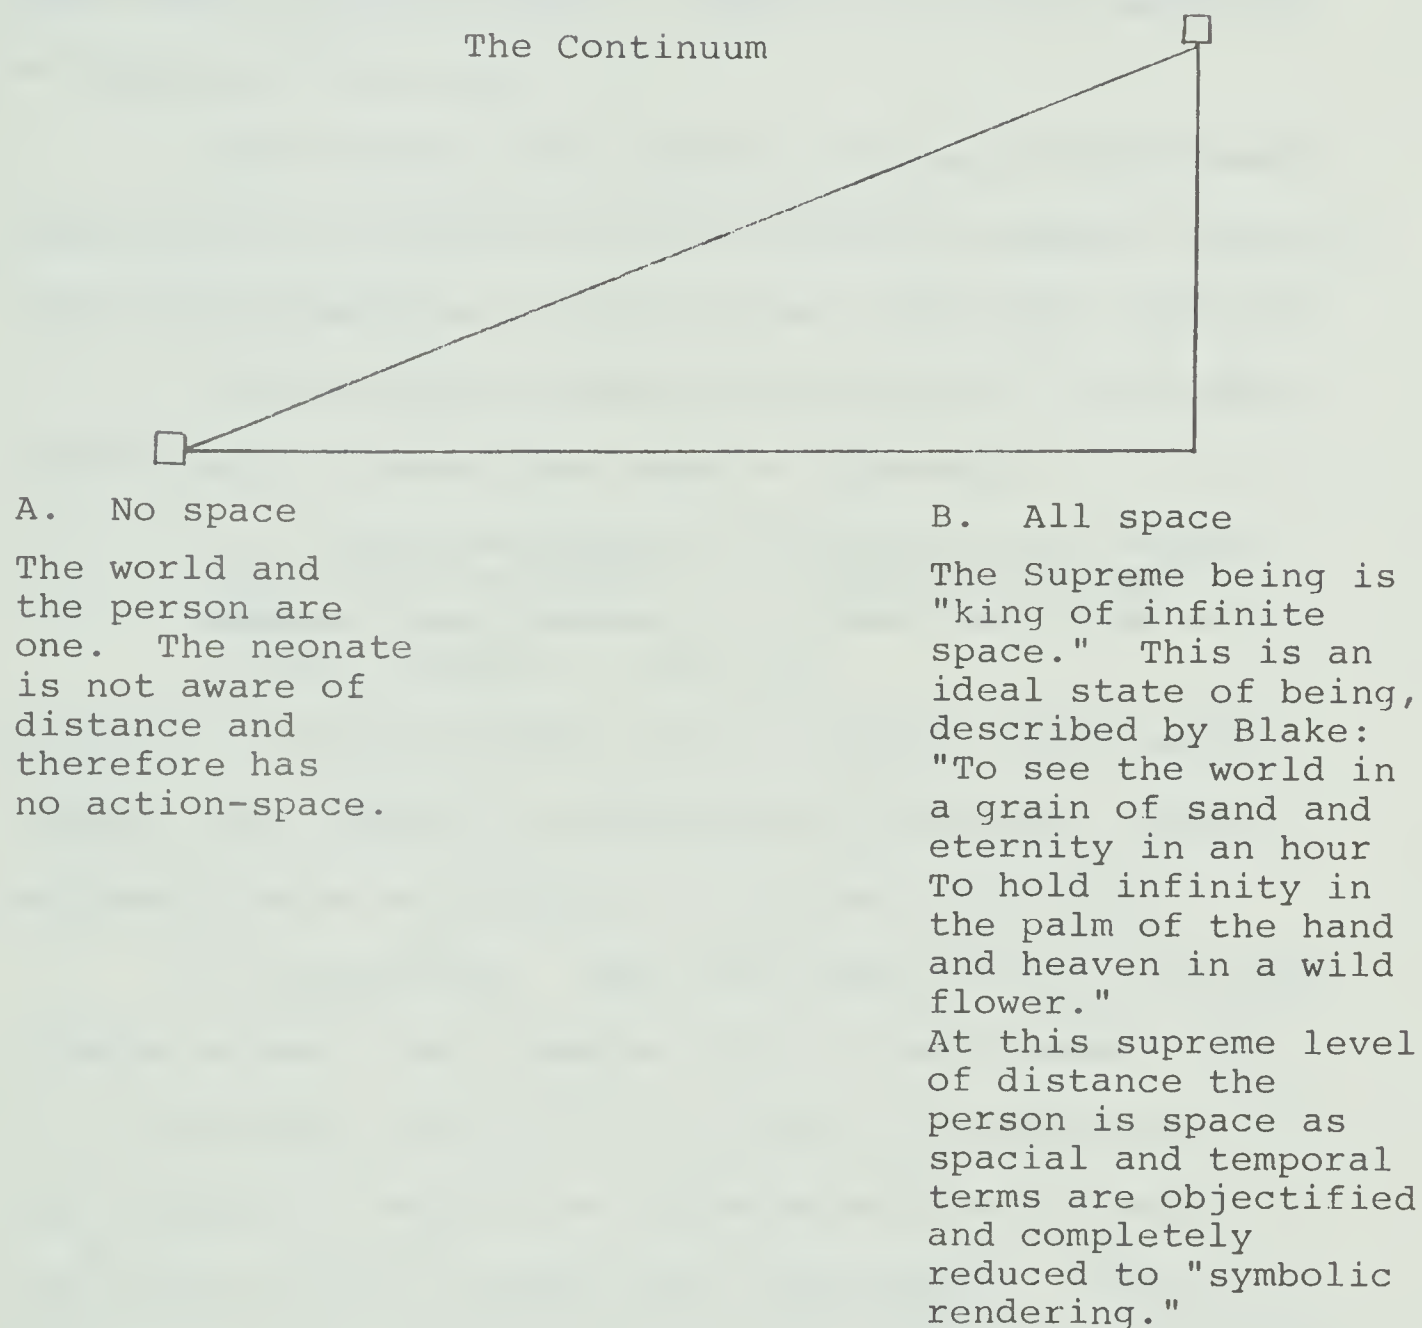 The Continuum
A. No space
The world and
the person are
one. The neonate
is not aware of
distance and
therefore has
no action-space.
B. All space
The Supreme being is
"king of infinite
space." This is an
ideal state of being,
described by Blake:
"To see the world in
a grain of sand and
eternity in an hour
To hold infinity in
the palm of the hand
and heaven in a wild
flower."
At this supreme level
of distance the
person is space as
spacial and temporal
terms are objectified
and completely
reduced to "symbolic
rendering."